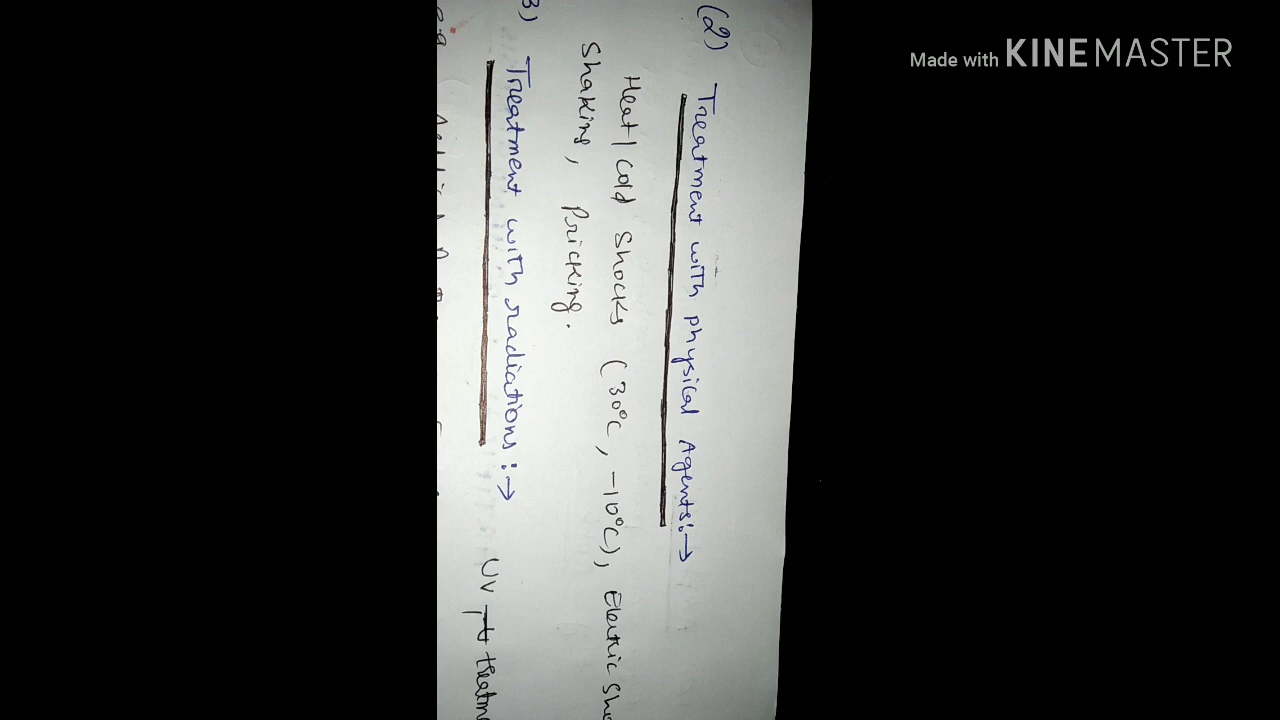 Made with KINEMASTER
(2) Treatment with physical Agents:→
Heat/cold shocks (30°C, -10°C), Electric Sho
Shaking, Pricking.
3) Treatment with radiations:→ UV